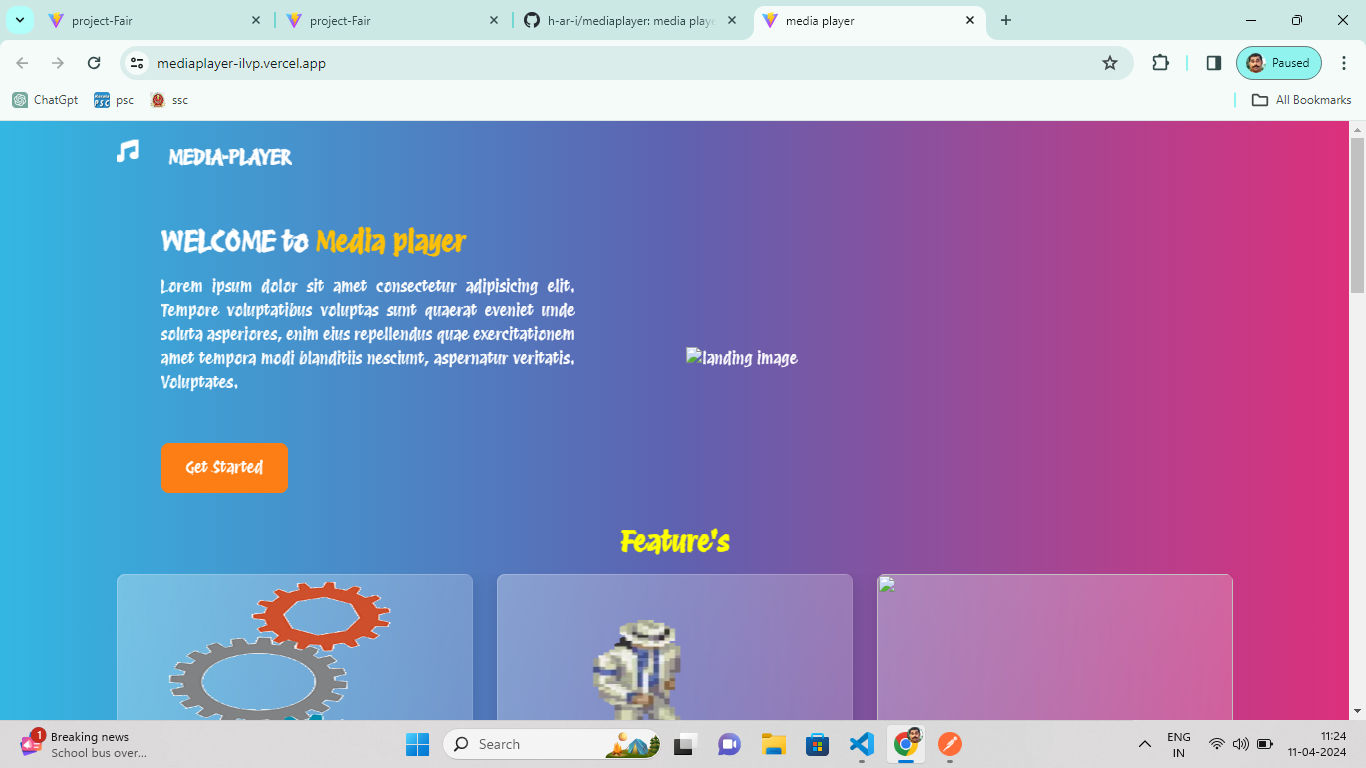 project-Fair
project-Fair
h-ar-i/mediaplayer: media playe
media player
mediaplayer-ilvp.vercel.app
Paused
ChatGpt
Kerala PSC
psc
ssc
All Bookmarks
MEDIA-PLAYER
WELCOME to Media player
Lorem ipsum dolor sit amet consectetur adipisicing elit.
Tempore voluptatibus voluptas sunt quaerat eveniet unde
soluta asperiores, enim eius repellendus quae exercitationem
amet tempora modi blanditiis nesciunt, aspernatur veritatis.
Voluptates.
landing image
Get Started
Feature's
1
Breaking news
School bus over...
Search
ENG
IN
11:24
11-04-2024